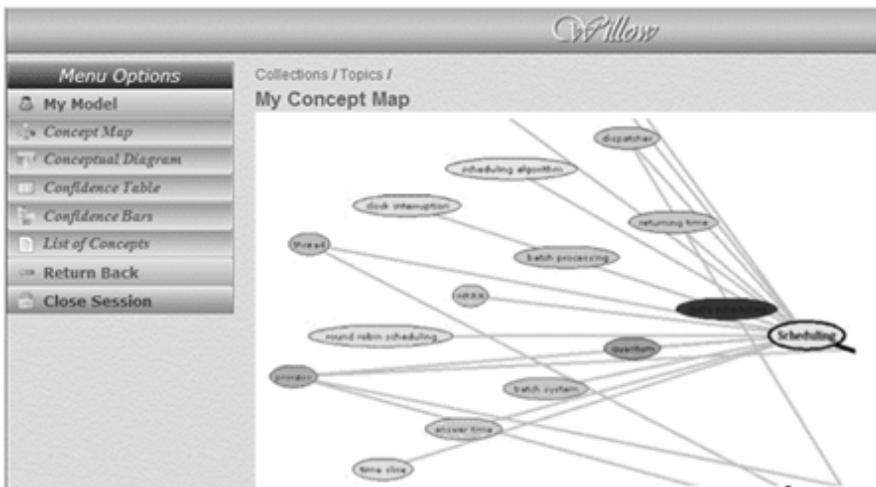 Willow
Menu Options
My Model
Concept Map
Conceptual Diagram
Confidence Table
Confidence Bars
List of Concepts
Return Back
Close Session
Collections / Topics /
My Concept Map
dispatcher
scheduling algorithm
clock interruption
returning time
thread
batch processing
HRRN
Scheduling
round robin scheduling
quantum
process
batch system
answer time
time slice